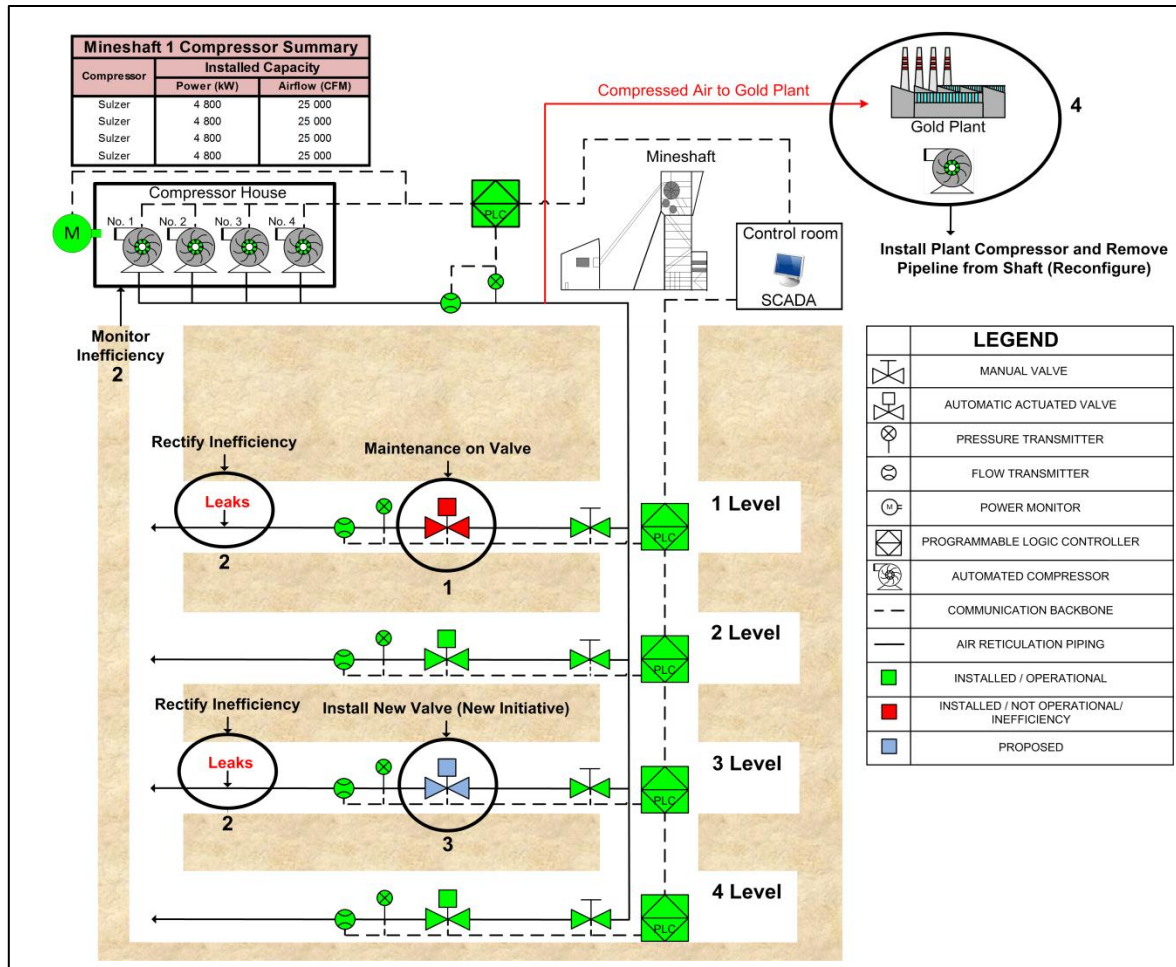 Mineshaft 1 Compressor Summary
Compressor
Installed Capacity
Power (kW)
Airflow (CFM)
Sulzer 4 800 25 000
Sulzer 4 800 25 000
Sulzer 4 800 25 000
Sulzer 4 800 25 000
Compressed Air to Gold Plant
Gold Plant
4
Install Plant Compressor and Remove
Pipeline from Shaft (Reconfigure)
Compressor House
No. 1
No. 2
No. 3
No. 4
M
PLC
Mineshaft
Control room
SCADA
Monitor
Inefficiency
2
Rectify Inefficiency
Leaks
2
Maintenance on Valve
1
PLC
1 Level
PLC
2 Level
Rectify Inefficiency
Leaks
2
Install New Valve (New Initiative)
3
PLC
3 Level
PLC
4 Level
LEGEND
MANUAL VALVE
AUTOMATIC ACTUATED VALVE
PRESSURE TRANSMITTER
FLOW TRANSMITTER
M
POWER MONITOR
PROGRAMMABLE LOGIC CONTROLLER
AUTOMATED COMPRESSOR
COMMUNICATION BACKBONE
AIR RETICULATION PIPING
INSTALLED / OPERATIONAL
INSTALLED / NOT OPERATIONAL/
INEFFICIENCY
PROPOSED